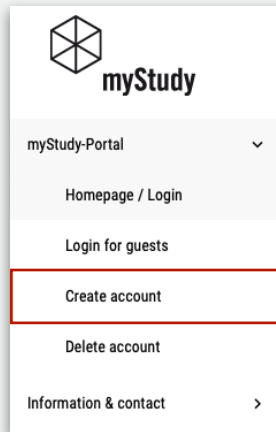 myStudy
myStudy-Portal
Homepage / Login
Login for guests
Create account
Delete account
Information & contact